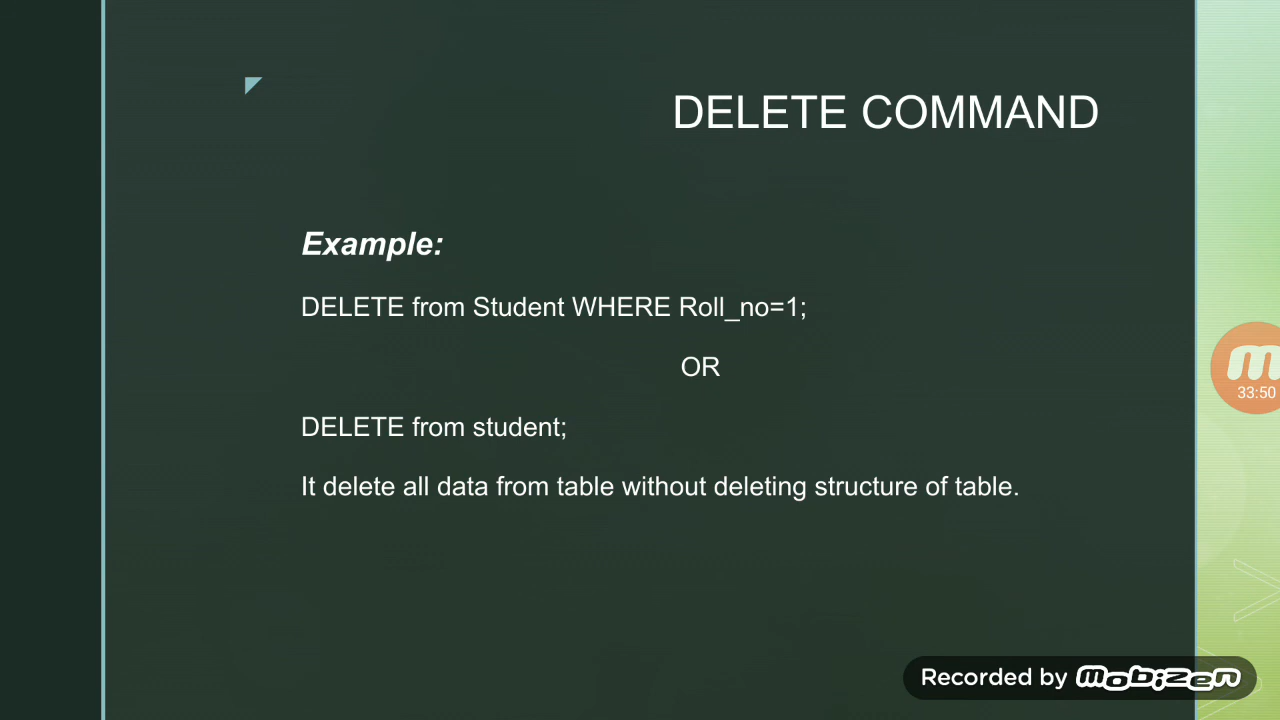 DELETE COMMAND
Example:
DELETE from Student WHERE Roll_no=1;
OR
DELETE from student;
It delete all data from table without deleting structure of table.
33:50
Recorded by mobizen